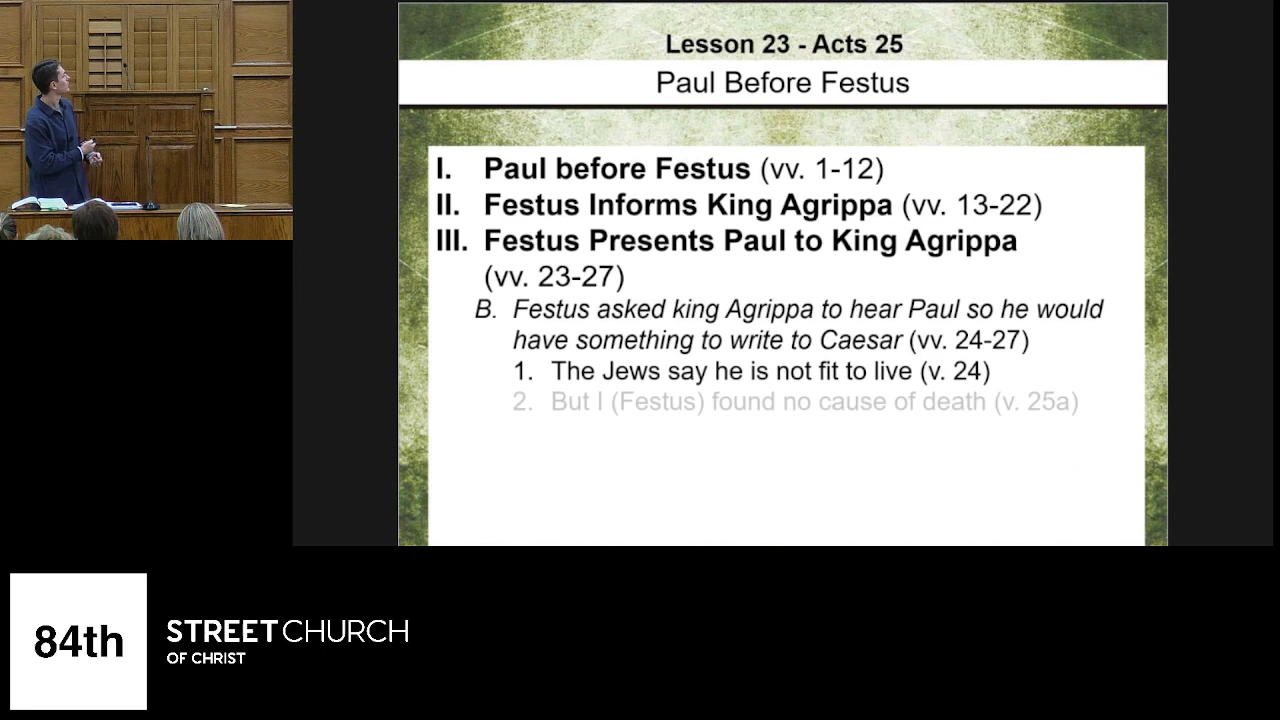 Lesson 23 - Acts 25
Paul Before Festus
I. Paul before Festus (vv. 1-12)
II. Festus Informs King Agrippa (vv. 13-22)
III. Festus Presents Paul to King Agrippa
(vv. 23-27)
B. Festus asked king Agrippa to hear Paul so he would
have something to write to Caesar (vv. 24-27)
1. The Jews say he is not fit to live (v. 24)
2. But I (Festus) found no cause of death (v. 25a)
84th
STREET CHURCH
OF CHRIST